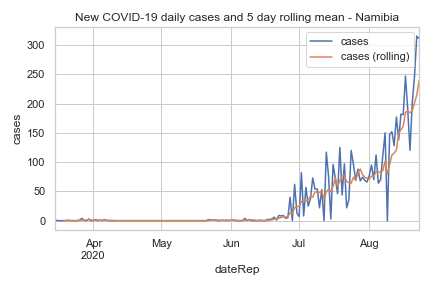 New COVID-19 daily cases and 5 day rolling mean - Namibia
cases
cases (rolling)
300
250
200
150
100
50
0
cases
Apr
2020
May
Jun
Jul
Aug
dateRep